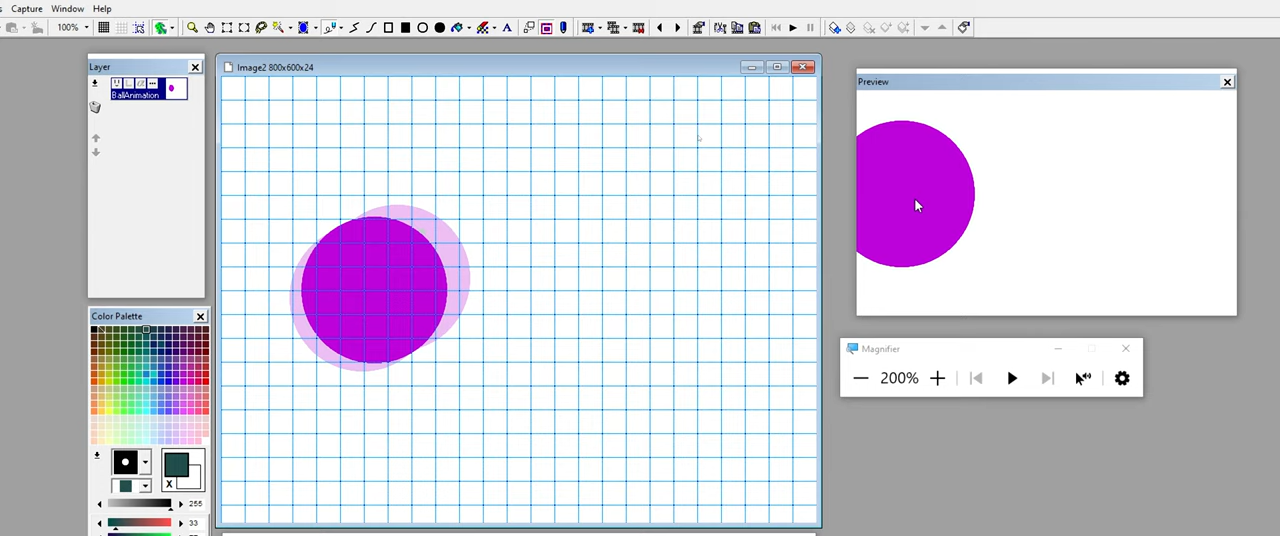 s Capture Window Help
100%
A
Layer
BallAnimation
Image2 800x600x24
Preview
Magnifier
200%
Color Palette
X
255
33